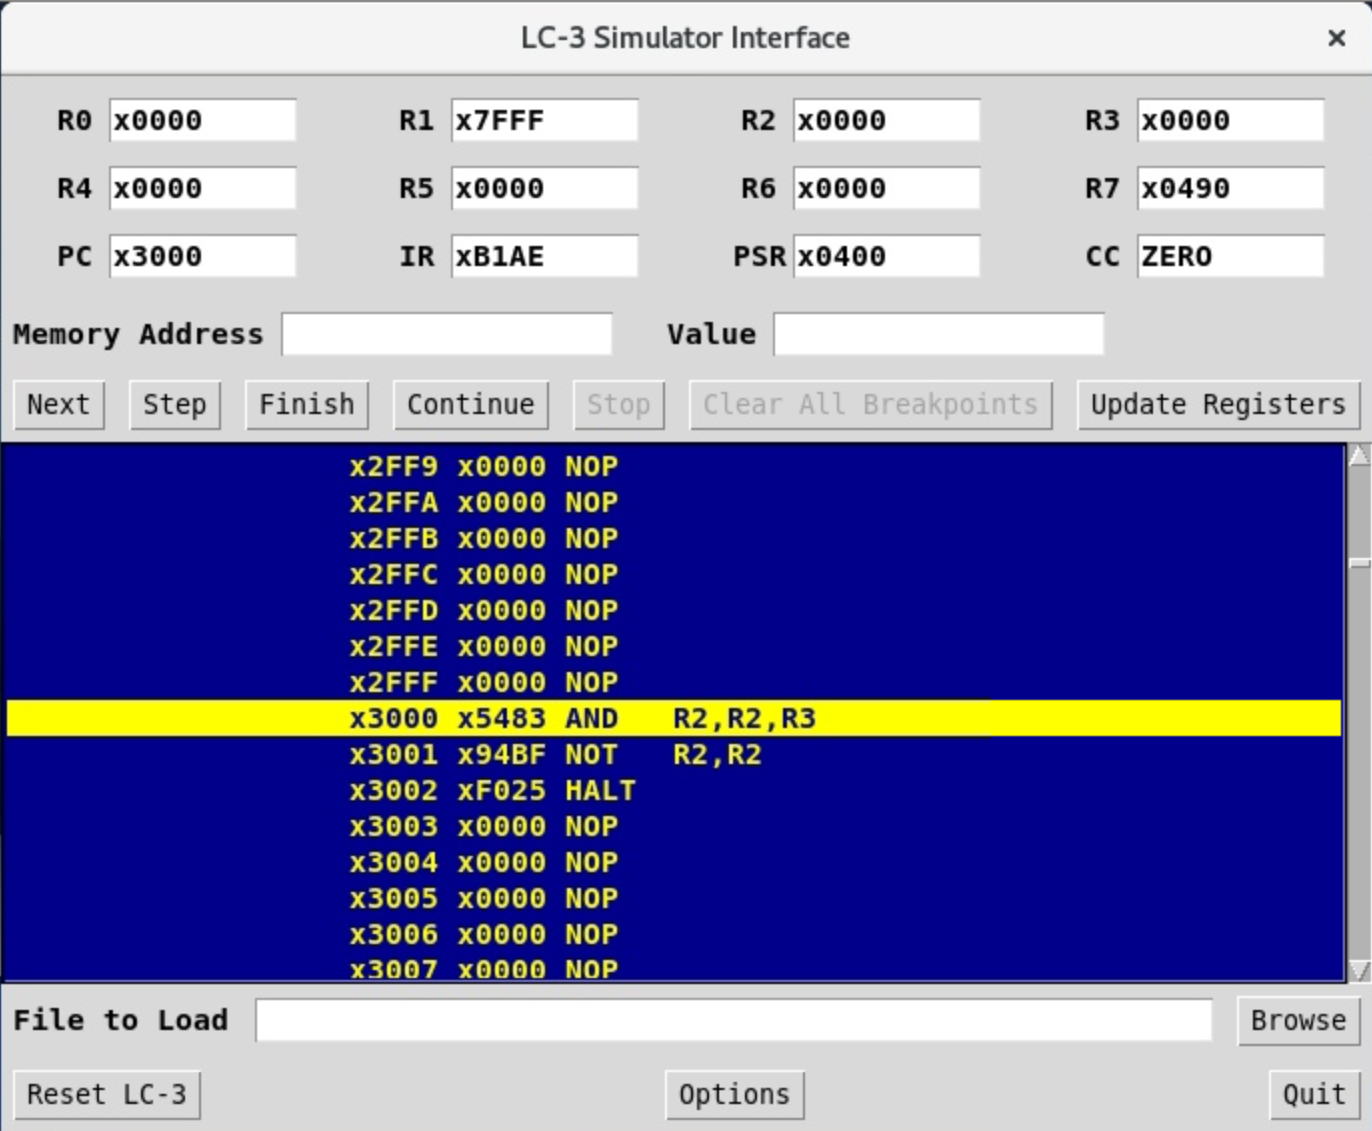 LC-3 Simulator Interface ×
R0 x0000 R1 x7FFF R2 x0000 R3 x0000
R4 x0000 R5 x0000 R6 x0000 R7 x0490
PC x3000 IR xB1AE PSR x0400 CC ZERO
Memory Address Value
Next Step Finish Continue Stop Clear All Breakpoints Update Registers
x2FF9 x0000 NOP
x2FFA x0000 NOP
x2FFB x0000 NOP
x2FFC x0000 NOP
x2FFD x0000 NOP
x2FFE x0000 NOP
x2FFF x0000 NOP
x3000 x5483 AND R2,R2,R3
x3001 x94BF NOT R2,R2
x3002 xF025 HALT
x3003 x0000 NOP
x3004 x0000 NOP
x3005 x0000 NOP
x3006 x0000 NOP
x3007 x0000 NOP
File to Load Browse
Reset LC-3 Options Quit